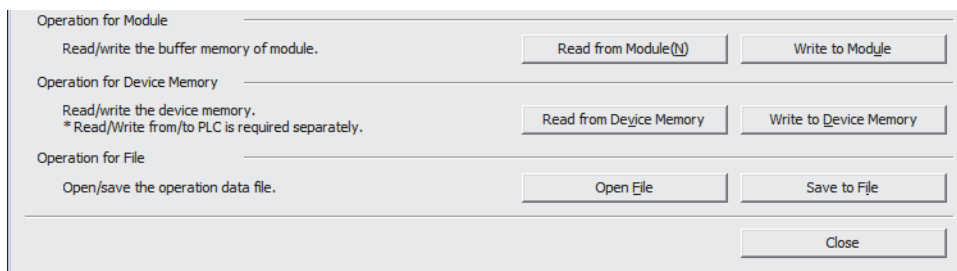 Operation for Module
Read/write the buffer memory of module.
Read from Module(N)
Write to Module
Operation for Device Memory
Read/write the device memory.
*Read/Write from/to PLC is required separately.
Read from Device Memory
Write to Device Memory
Operation for File
Open/save the operation data file.
Open File
Save to File
Close